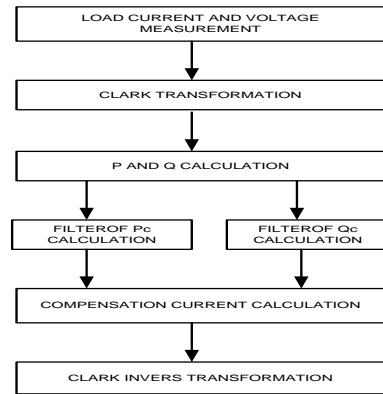 LOAD CURRENT AND VOLTAGE
MEASUREMENT
CLARK TRANSFORMATION
P AND Q CALCULATION
FILTEROF Pc
CALCULATION
FILTEROF Qc
CALCULATION
COMPENSATION CURRENT CALCULATION
CLARK INVERS TRANSFORMATION